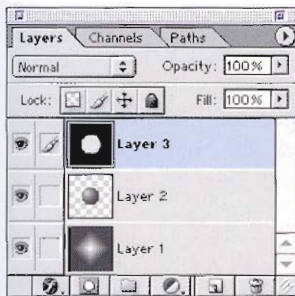 Layers Channels Paths
Normal Opacity: 100%
Lock: Fill: 100%
Layer 3
Layer 2
Layer 1